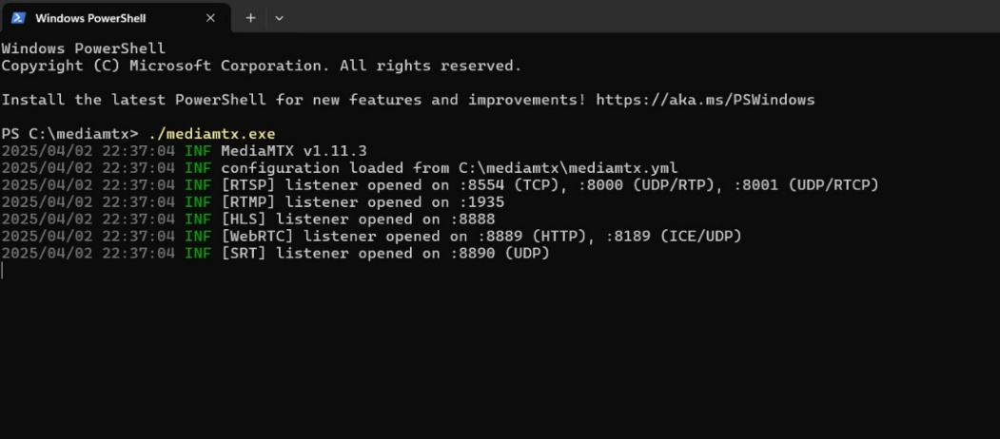 Windows PowerShell
Windows PowerShell
Copyright (C) Microsoft Corporation. All rights reserved.
Install the latest PowerShell for new features and improvements! https://aka.ms/PSWindows
PS C:\mediamtx> ./mediamtx.exe
2025/04/02 22:37:04 INF MediaMTX v1.11.3
2025/04/02 22:37:04 INF configuration loaded from C:\mediamtx\mediamtx.yml
2025/04/02 22:37:04 INF [RTSP] listener opened on :8554 (TCP), :8000 (UDP/RTP), :8001 (UDP/RTCP)
2025/04/02 22:37:04 INF [RTMP] listener opened on :1935
2025/04/02 22:37:04 INF [HLS] listener opened on :8888
2025/04/02 22:37:04 INF [WebRTC] listener opened on :8889 (HTTP), :8189 (ICE/UDP)
2025/04/02 22:37:04 INF [SRT] listener opened on :8890 (UDP)